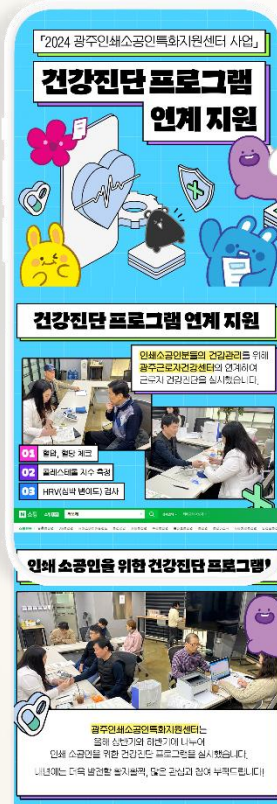 「2024 광주인쇄소공인특화지원센터 사업」
건강진단 프로그램
연계 지원
건강진단 프로그램 연계 지원
인쇄소공인분들의 건강관리를 위해
광주근로자건강센터와 연계하여
근로자 건강진단을 실시했습니다.
01 혈압, 혈당 체크
02 콜레스테롤 지수 측정
03 HRV(심박 변이도) 검사
쇼핑
인쇄 소공인을 위한 건강진단 프로그램!
광주인쇄소공인특화지원센터는
올해 상반기와 하반기에 나누어
인쇄 소공인을 위한 건강진단 프로그램을 실시했습니다.
내년에는 더욱 발전할 활지활짝, 많은 관심과 참여 부탁드립니다!